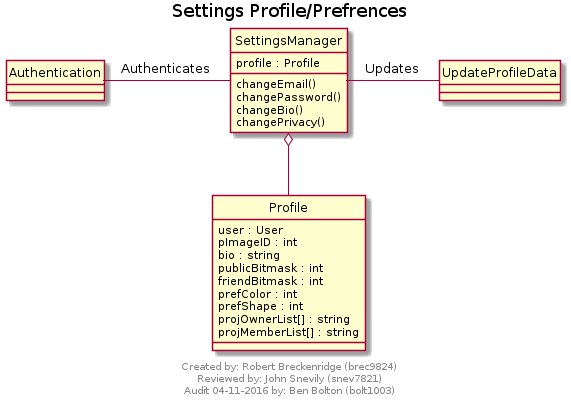 Settings Profile/Prefrences
SettingsManager
profile : Profile
changeEmail()
changePassword()
changeBio()
changePrivacy()
Authentication
Authenticates
Updates
UpdateProfileData
Profile
user : User
pImageID : int
bio : string
publicBitmask : int
friendBitmask : int
prefColor : int
prefShape : int
projOwnerList[] : string
projMemberList[] : string
Created by: Robert Breckenridge (brec9824)
Reviewed by: John Snevily (snev7821)
Audit 04-11-2016 by: Ben Bolton (bolt1003)